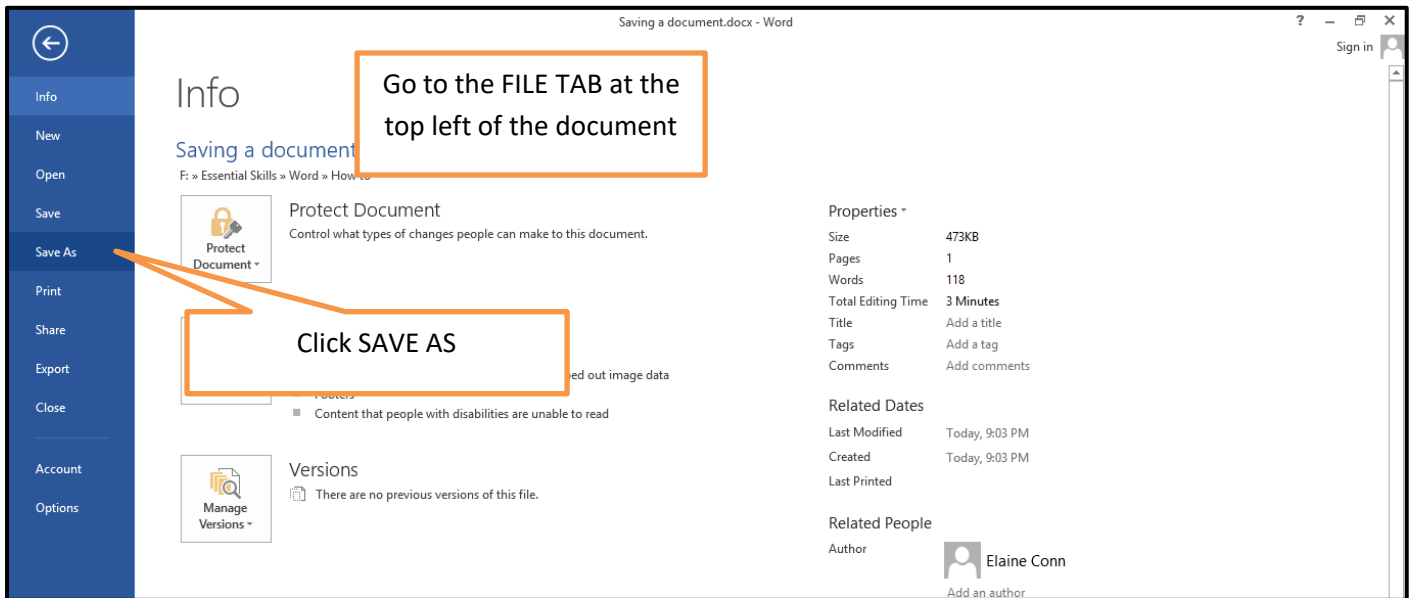 Saving a document.docx - Word
?
Sign in
Info
New
Open
Save
Save As
Print
Share
Export
Close
Account
Options
Info
Go to the FILE TAB at the
top left of the document
Saving a document
F: » Essential Skills » Word » How to
Protect
Document
Protect Document
Control what types of changes people can make to this document.
Click SAVE AS
out image data
Footers
Content that people with disabilities are unable to read
Manage
Versions
Versions
There are no previous versions of this file.
Properties
Size 473KB
Pages 1
Words 118
Total Editing Time 3 Minutes
Title Add a title
Tags Add a tag
Comments Add comments
Related Dates
Last Modified Today, 9:03 PM
Created Today, 9:03 PM
Last Printed
Related People
Author
Elaine Conn
Add an author